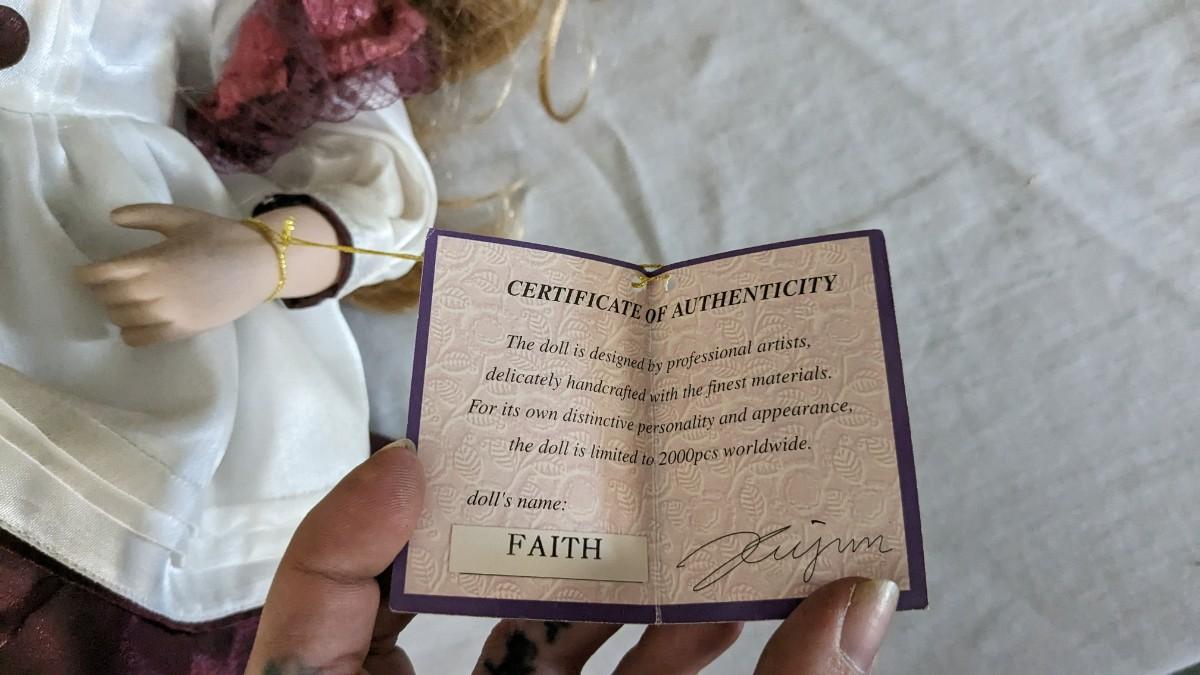 CERTIFICATE OF AUTHENTICITY
The doll is designed by professional artists,
delicately handcrafted with the finest materials.
For its own distinctive personality and appearance,
the doll is limited to 2000pcs worldwide.
doll's name:
FAITH